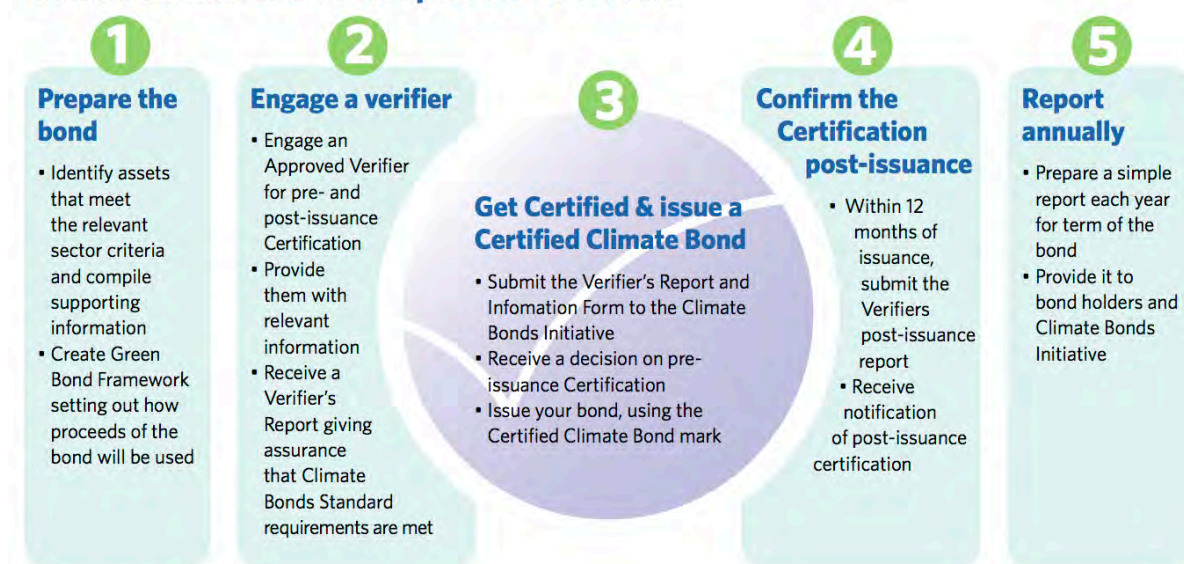 1
Prepare the
bond
• Identify assets
that meet
the relevant
sector criteria
and compile
supporting
information
• Create Green
Bond Framework
setting out how
proceeds of the
bond will be used
2
Engage a verifier
• Engage an
Approved Verifier
for pre- and
post-issuance
Certification
• Provide
them with
relevant
information
• Receive a
Verifier's
Report giving
assurance
that Climate
Bonds Standard
requirements are met
3
Get Certified & issue a
Certified Climate Bond
• Submit the Verifier's Report and
Infomation Form to the Climate
Bonds Initiative
• Receive a decision on pre-
issuance Certification
• Issue your bond, using the
Certified Climate Bond mark
4
Confirm the
Certification
post-issuance
• Within 12
months of
issuance,
submit the
Verifiers
post-issuance
report
• Receive
notification
of post-issuance
certification
5
Report
annually
• Prepare a simple
report each year
for term of the
bond
• Provide it to
bond holders and
Climate Bonds
Initiative